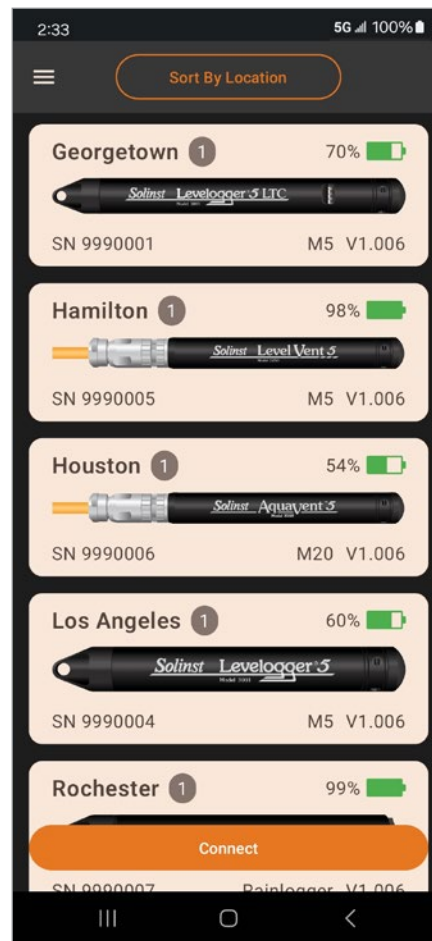 2:33 5G 100%
Sort By Location
Georgetown 1 70%
Solinst Levelogger 5 LTC
SN 9990001 M5 V1.006
Hamilton 1 98%
Solinst LevelVent 5
SN 9990005 M5 V1.006
Houston 1 54%
Solinst AquaVent 5
SN 9990006 M20 V1.006
Los Angeles 1 60%
Solinst Levelogger 5
Model 3001
SN 9990004 M5 V1.006
Rochester 1 99%
Connect
SN 9990007 Rainlogger V1.006